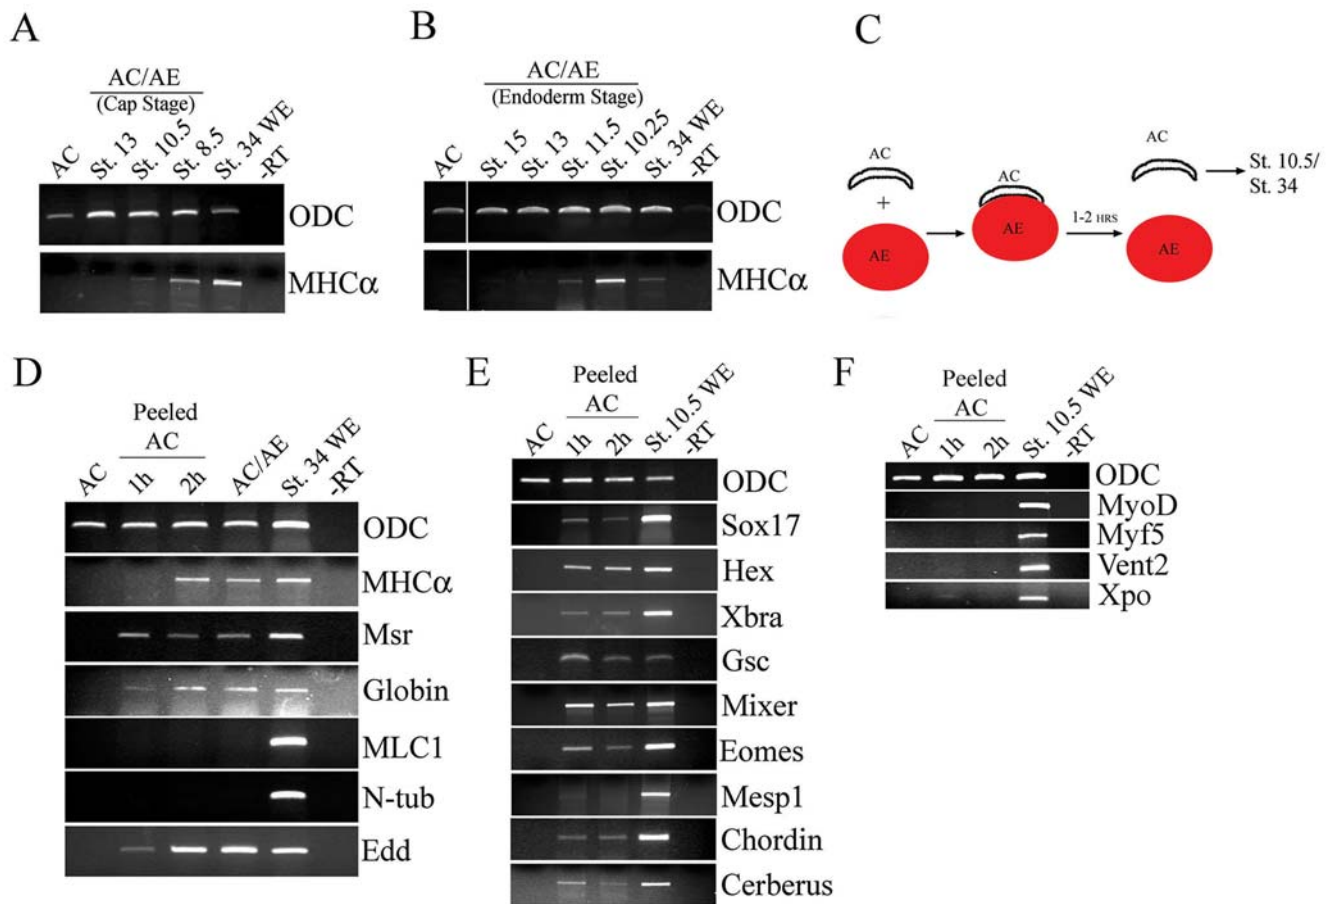 A
AC/AE
(Cap Stage)
AC
St. 13
St. 10.5
St. 8.5
St. 34 WE
-RT
ODC
MHCα
B
AC/AE
(Endoderm Stage)
AC
St. 15
St. 13
St. 11.5
St. 10.25
St. 34 WE
-RT
ODC
MHCα
C
AC
+
AE
AC
AE
1-2 HRS
AC
AE
St. 10.5/
St. 34
D
Peeled
AC
AC
1h
2h
AC/AE
St. 34 WE
-RT
ODC
MHCα
Msr
Globin
MLC1
N-tub
Edd
E
Peeled
AC
AC
1h
2h
St. 10.5 WE
-RT
ODC
Sox17
Hex
Xbra
Gsc
Mixer
Eomes
Mesp1
Chordin
Cerberus
F
Peeled
AC
AC
1h
2h
St. 10.5 WE
-RT
ODC
MyoD
Myf5
Vent2
Xpo